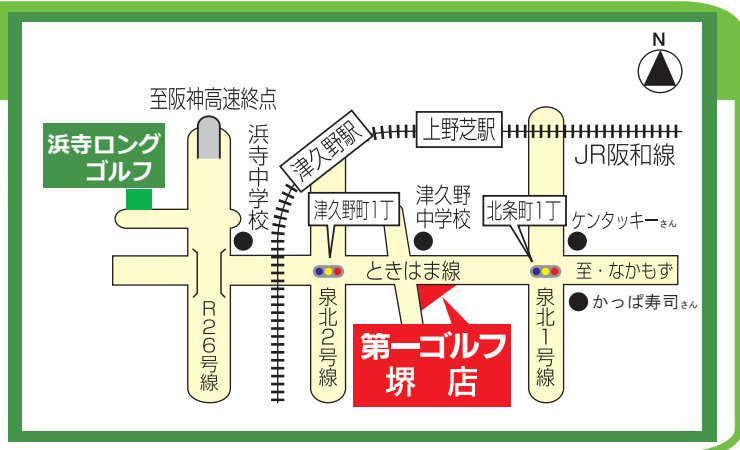 N
至阪神高速終点
浜寺ロング
ゴルフ
浜寺中学校
津久野駅
上野芝駅
JR阪和線
津久野町1丁
津久野
中学校
北条町1丁
ケンタッキーさん
ときはま線
至・なかもず
R26号線
泉北2号線
第一ゴルフ
堺 店
泉北1号線
かっぱ寿司さん